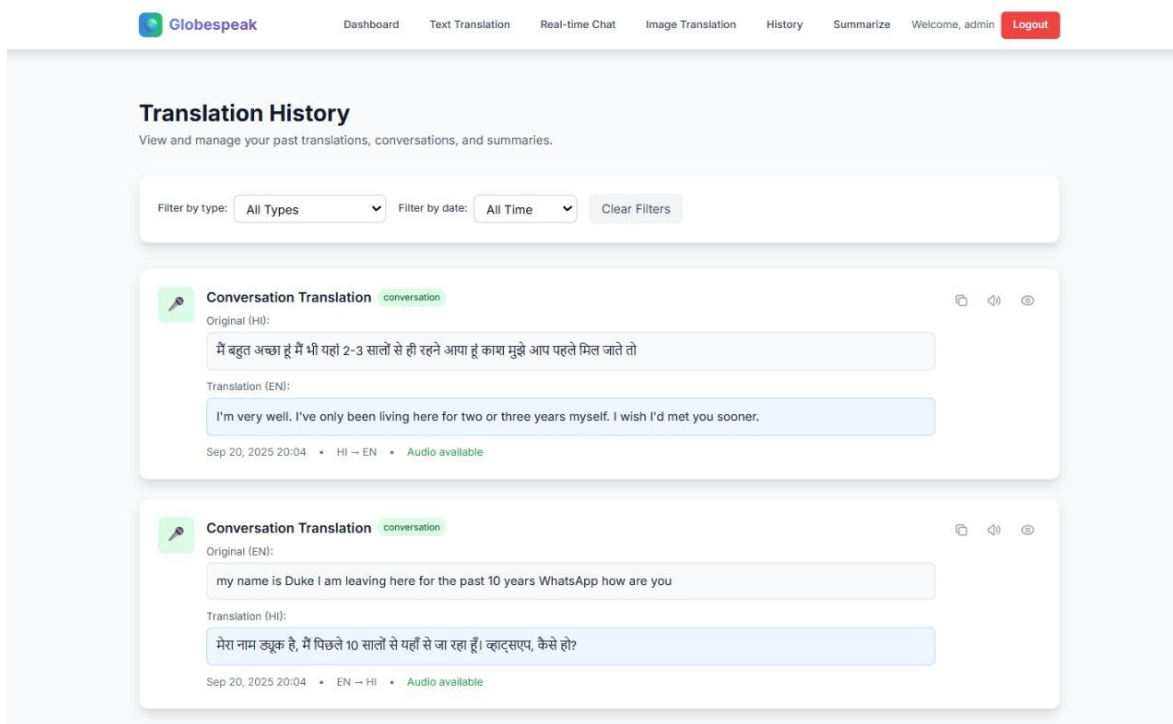 Globespeak
Dashboard Text Translation Real-time Chat Image Translation History Summarize Welcome, admin Logout
Translation History
View and manage your past translations, conversations, and summaries.
Filter by type: All Types Filter by date: All Time Clear Filters
Conversation Translation conversation
Original (HI):
मैं बहुत अच्छा हूं मैं भी यहां 2-3 सालों से ही रहने आया हूं काश मुझे आप पहले मिल जाते तो
Translation (EN):
I'm very well. I've only been living here for two or three years myself. I wish I'd met you sooner.
Sep 20, 2025 20:04 • HI → EN • Audio available
Conversation Translation conversation
Original (EN):
my name is Duke I am leaving here for the past 10 years WhatsApp how are you
Translation (HI):
मेरा नाम ड्यूक है, मैं पिछले 10 सालों से यहाँ से जा रहा हूँ। व्हाट्सएप, कैसे हो?
Sep 20, 2025 20:04 • EN → HI • Audio available